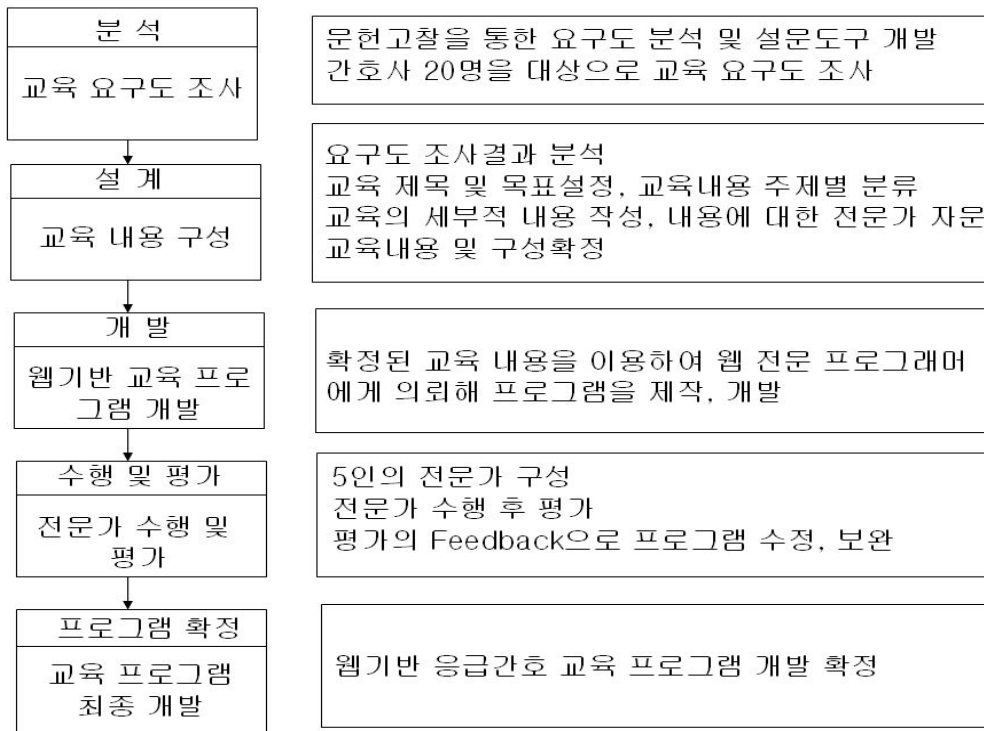 분 석
교육 요구도 조사
문헌고찰을 통한 요구도 분석 및 설문도구 개발
간호사 20명을 대상으로 교육 요구도 조사
설 계
교육 내용 구성
요구도 조사결과 분석
교육 제목 및 목표설정, 교육내용 주제별 분류
교육의 세부적 내용 작성, 내용에 대한 전문가 자문
교육내용 및 구성확정
개 발
웹기반 교육 프로
그램 개발
확정된 교육 내용을 이용하여 웹 전문 프로그래머
에게 의뢰해 프로그램을 제작, 개발
수행 및 평가
전문가 수행 및
평가
5인의 전문가 구성
전문가 수행 후 평가
평가의 Feedback으로 프로그램 수정, 보완
프로그램 확정
교육 프로그램
최종 개발
웹기반 응급간호 교육 프로그램 개발 확정